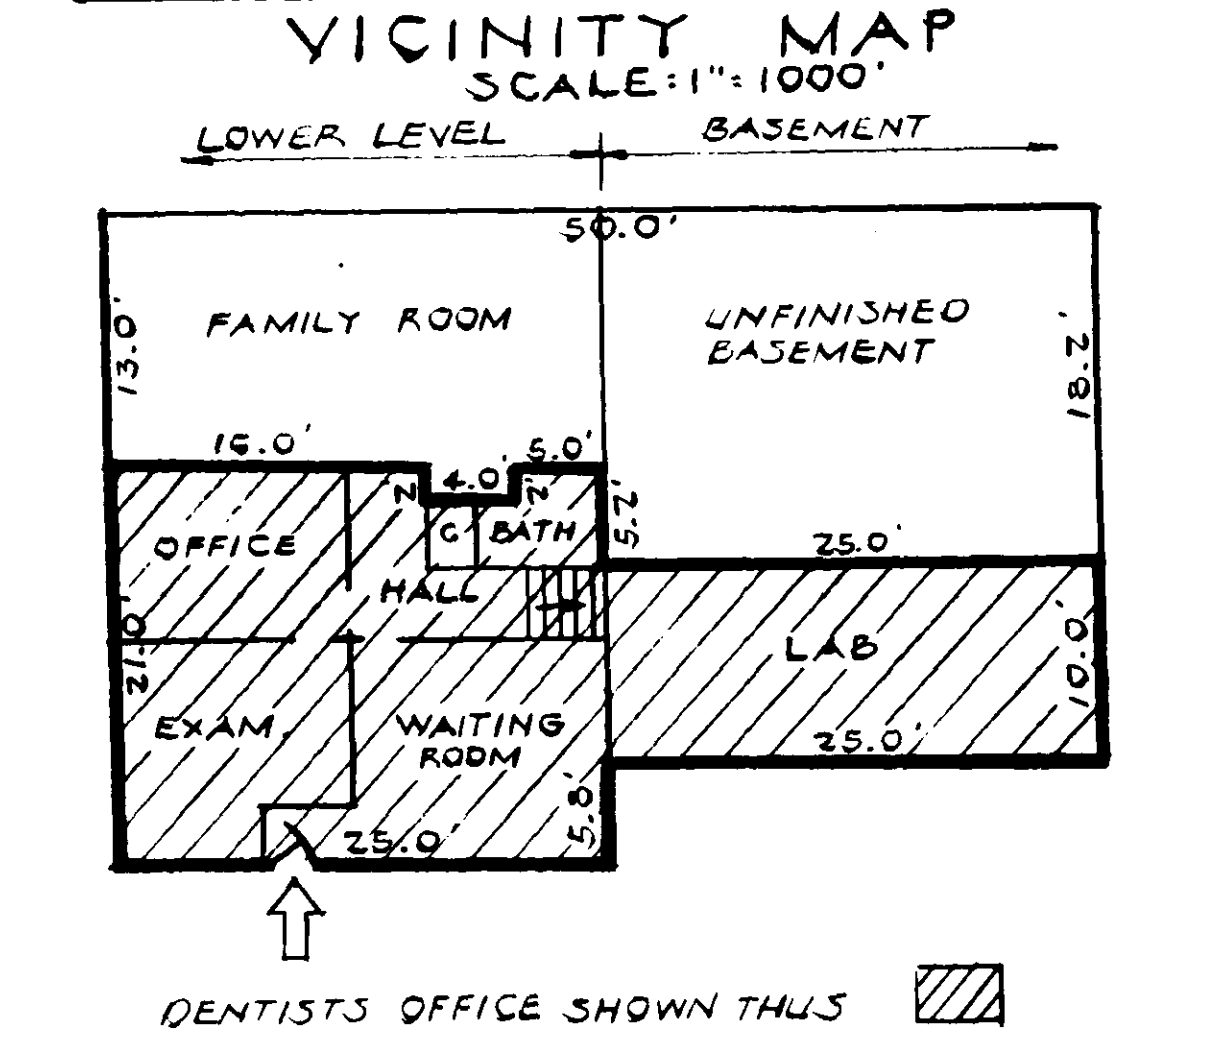 VICINITY MAP
SCALE: 1" = 1000'
LOWER LEVEL
BASEMENT
50.0'
FAMILY ROOM
UNFINISHED
BASEMENT
13.0'
18.2'
16.0'
5.0'
4.0'
2'
2'
5.2'
OFFICE
C
BATH
25.0'
HALL
21.0'
LAB
10.0'
EXAM.
WAITING
ROOM
25.0'
5.8'
25.0'
DENTISTS OFFICE SHOWN THUS